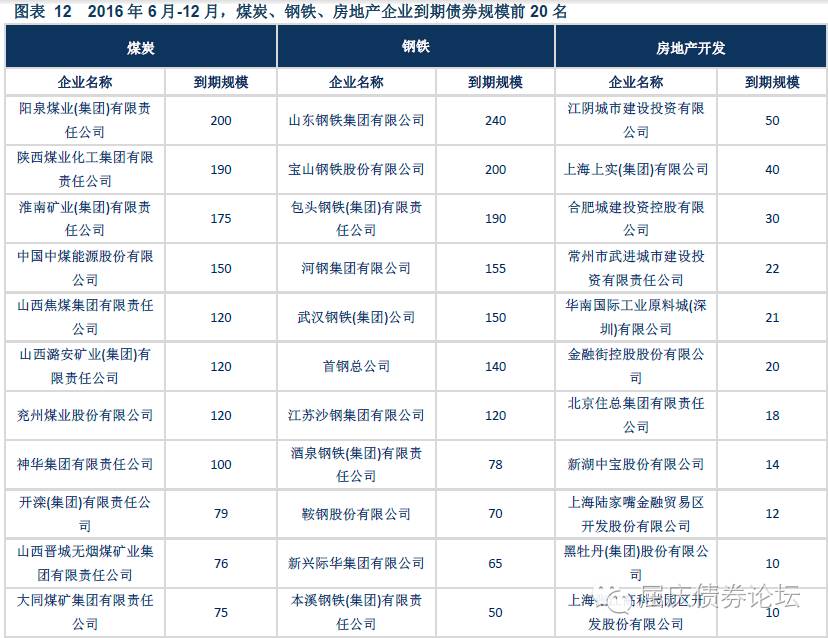 图表 12 2016 年 6 月-12 月，煤炭、钢铁、房地产企业到期债券规模前 20 名
煤炭 钢铁 房地产开发
企业名称 到期规模 企业名称 到期规模 企业名称 到期规模
阳泉煤业(集团)有限责 江阴城市建设投资有限
200 山东钢铁集团有限公司 240 50
任公司 公司
陕西煤业化工集团有限
190 宝山钢铁股份有限公司 200 上海上实(集团)有限公司 40
责任公司
淮南矿业(集团)有限责 包头钢铁(集团)有限责 合肥城建投资控股有限
175 190 30
任公司 任公司 公司
中国中煤能源股份有限 常州市武进城市建设投
150 河钢集团有限公司 155 22
公司 资有限责任公司
山西焦煤集团有限责任 华南国际工业原料城(深
120 武汉钢铁(集团)公司 150 21
公司 圳)有限公司
山西潞安矿业(集团)有 金融街控股股份有限公
120 首钢总公司 140 20
限责任公司 司
北京住总集团有限责任
兖州煤业股份有限公司 120 江苏沙钢集团有限公司 120 18
公司
酒泉钢铁(集团)有限责
神华集团有限责任公司 100 78 新湖中宝股份有限公司 14
任公司
开滦(集团)有限责任公 上海陆家嘴金融贸易区
79 鞍钢股份有限公司 70 12
司 开发股份有限公司
山西晋城无烟煤矿业集 黑牡丹(集团)股份有限公
76 新兴际华集团有限公司 65 10
团有限责任公司 司
大同煤矿集团有限责任 本溪钢铁(集团)有限责 上海 高科技园区开
75 50 10
公司 任公司 发股份有限公司
债券论坛